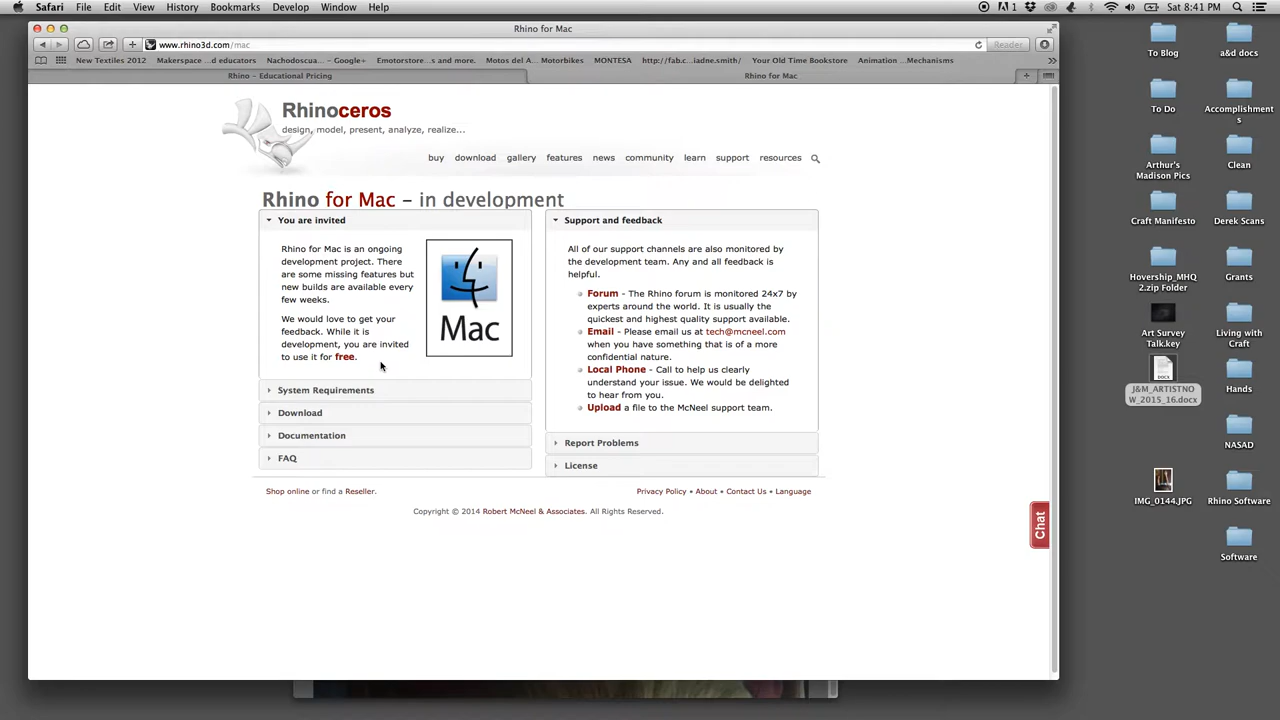 Safari File Edit View History Bookmarks Develop Window Help
1 Sat 8:41 PM
Rhino for Mac
www.rhino3d.com/mac
Reader
New Textiles 2012 Makerspace ...d educators Nachodoscua... - Google+ Emotorstore...s and more. Motos del A... Motorbikes MONTESA http://fab.c...iadne.smith/ Your Old Time Bookstore Animation ...Mechanisms
Rhino – Educational Pricing
Rhino for Mac
Rhinoceros
design, model, present, analyze, realize...
buy download gallery features news community learn support resources
Rhino for Mac – in development
You are invited
Rhino for Mac is an ongoing
development project. There
are some missing features but
new builds are available every
few weeks.
We would love to get your
feedback. While it is
development, you are invited
to use it for free.
Mac
System Requirements
Download
Documentation
FAQ
Support and feedback
All of our support channels are also monitored by
the development team. Any and all feedback is
helpful.
Forum - The Rhino forum is monitored 24x7 by
experts around the world. It is usually the
quickest and highest quality support available.
Email - Please email us at tech@mcneel.com
when you have something that is of a more
confidential nature.
Local Phone - Call to help us clearly
understand your issue. We would be delighted
to hear from you.
Upload a file to the McNeel support team.
Report Problems
License
Shop online or find a Reseller.
Privacy Policy • About • Contact Us • Language
Copyright © 2014 Robert McNeel & Associates. All Rights Reserved.
Chat
To Blog
a&d docs
To Do
Accomplishment
s
Arthur's
Madison Pics
Clean
Craft Manifesto
Derek Scans
Hovership_MHQ
2.zip Folder
Grants
Art Survey
Talk.key
Living with
Craft
DOCX
J&M_ARTISTNO
W_2015_16.docx
Hands
NASAD
IMG_0144.JPG
Rhino Software
Software